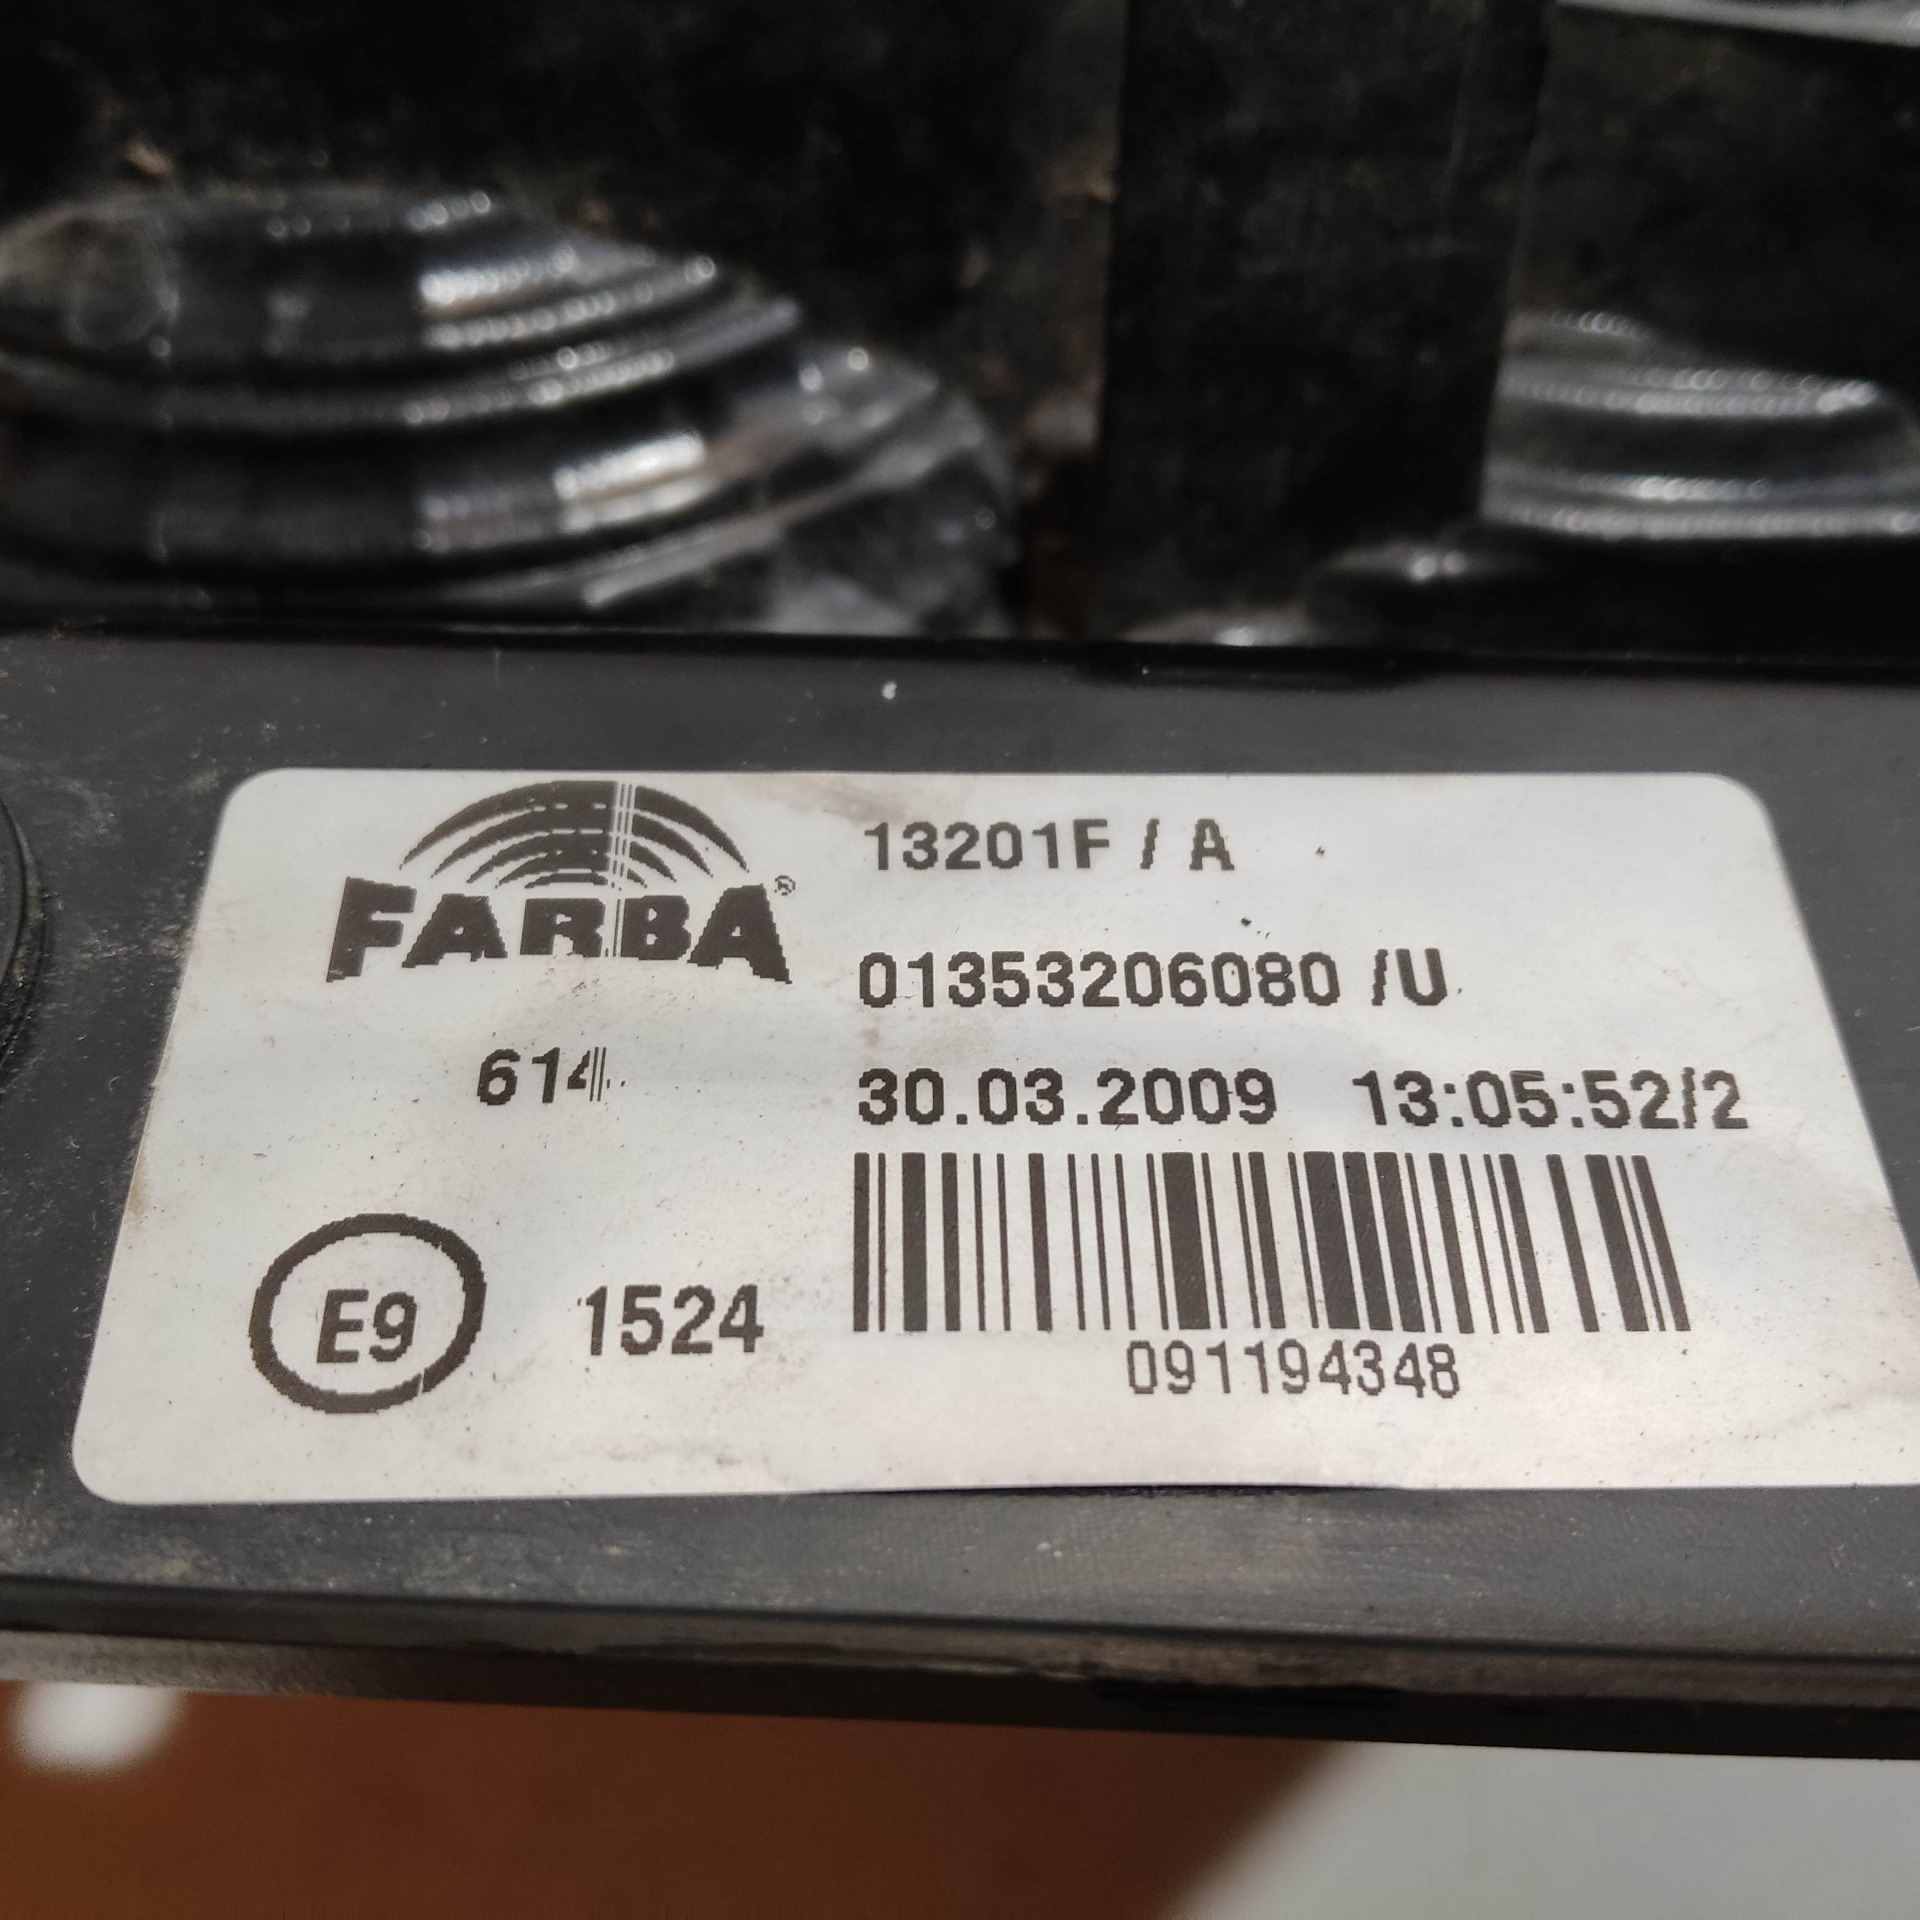 FARBA®
13201F / A
01353206080 /U
614
30.03.2009 13:05:52/2
E9
1524
091194348